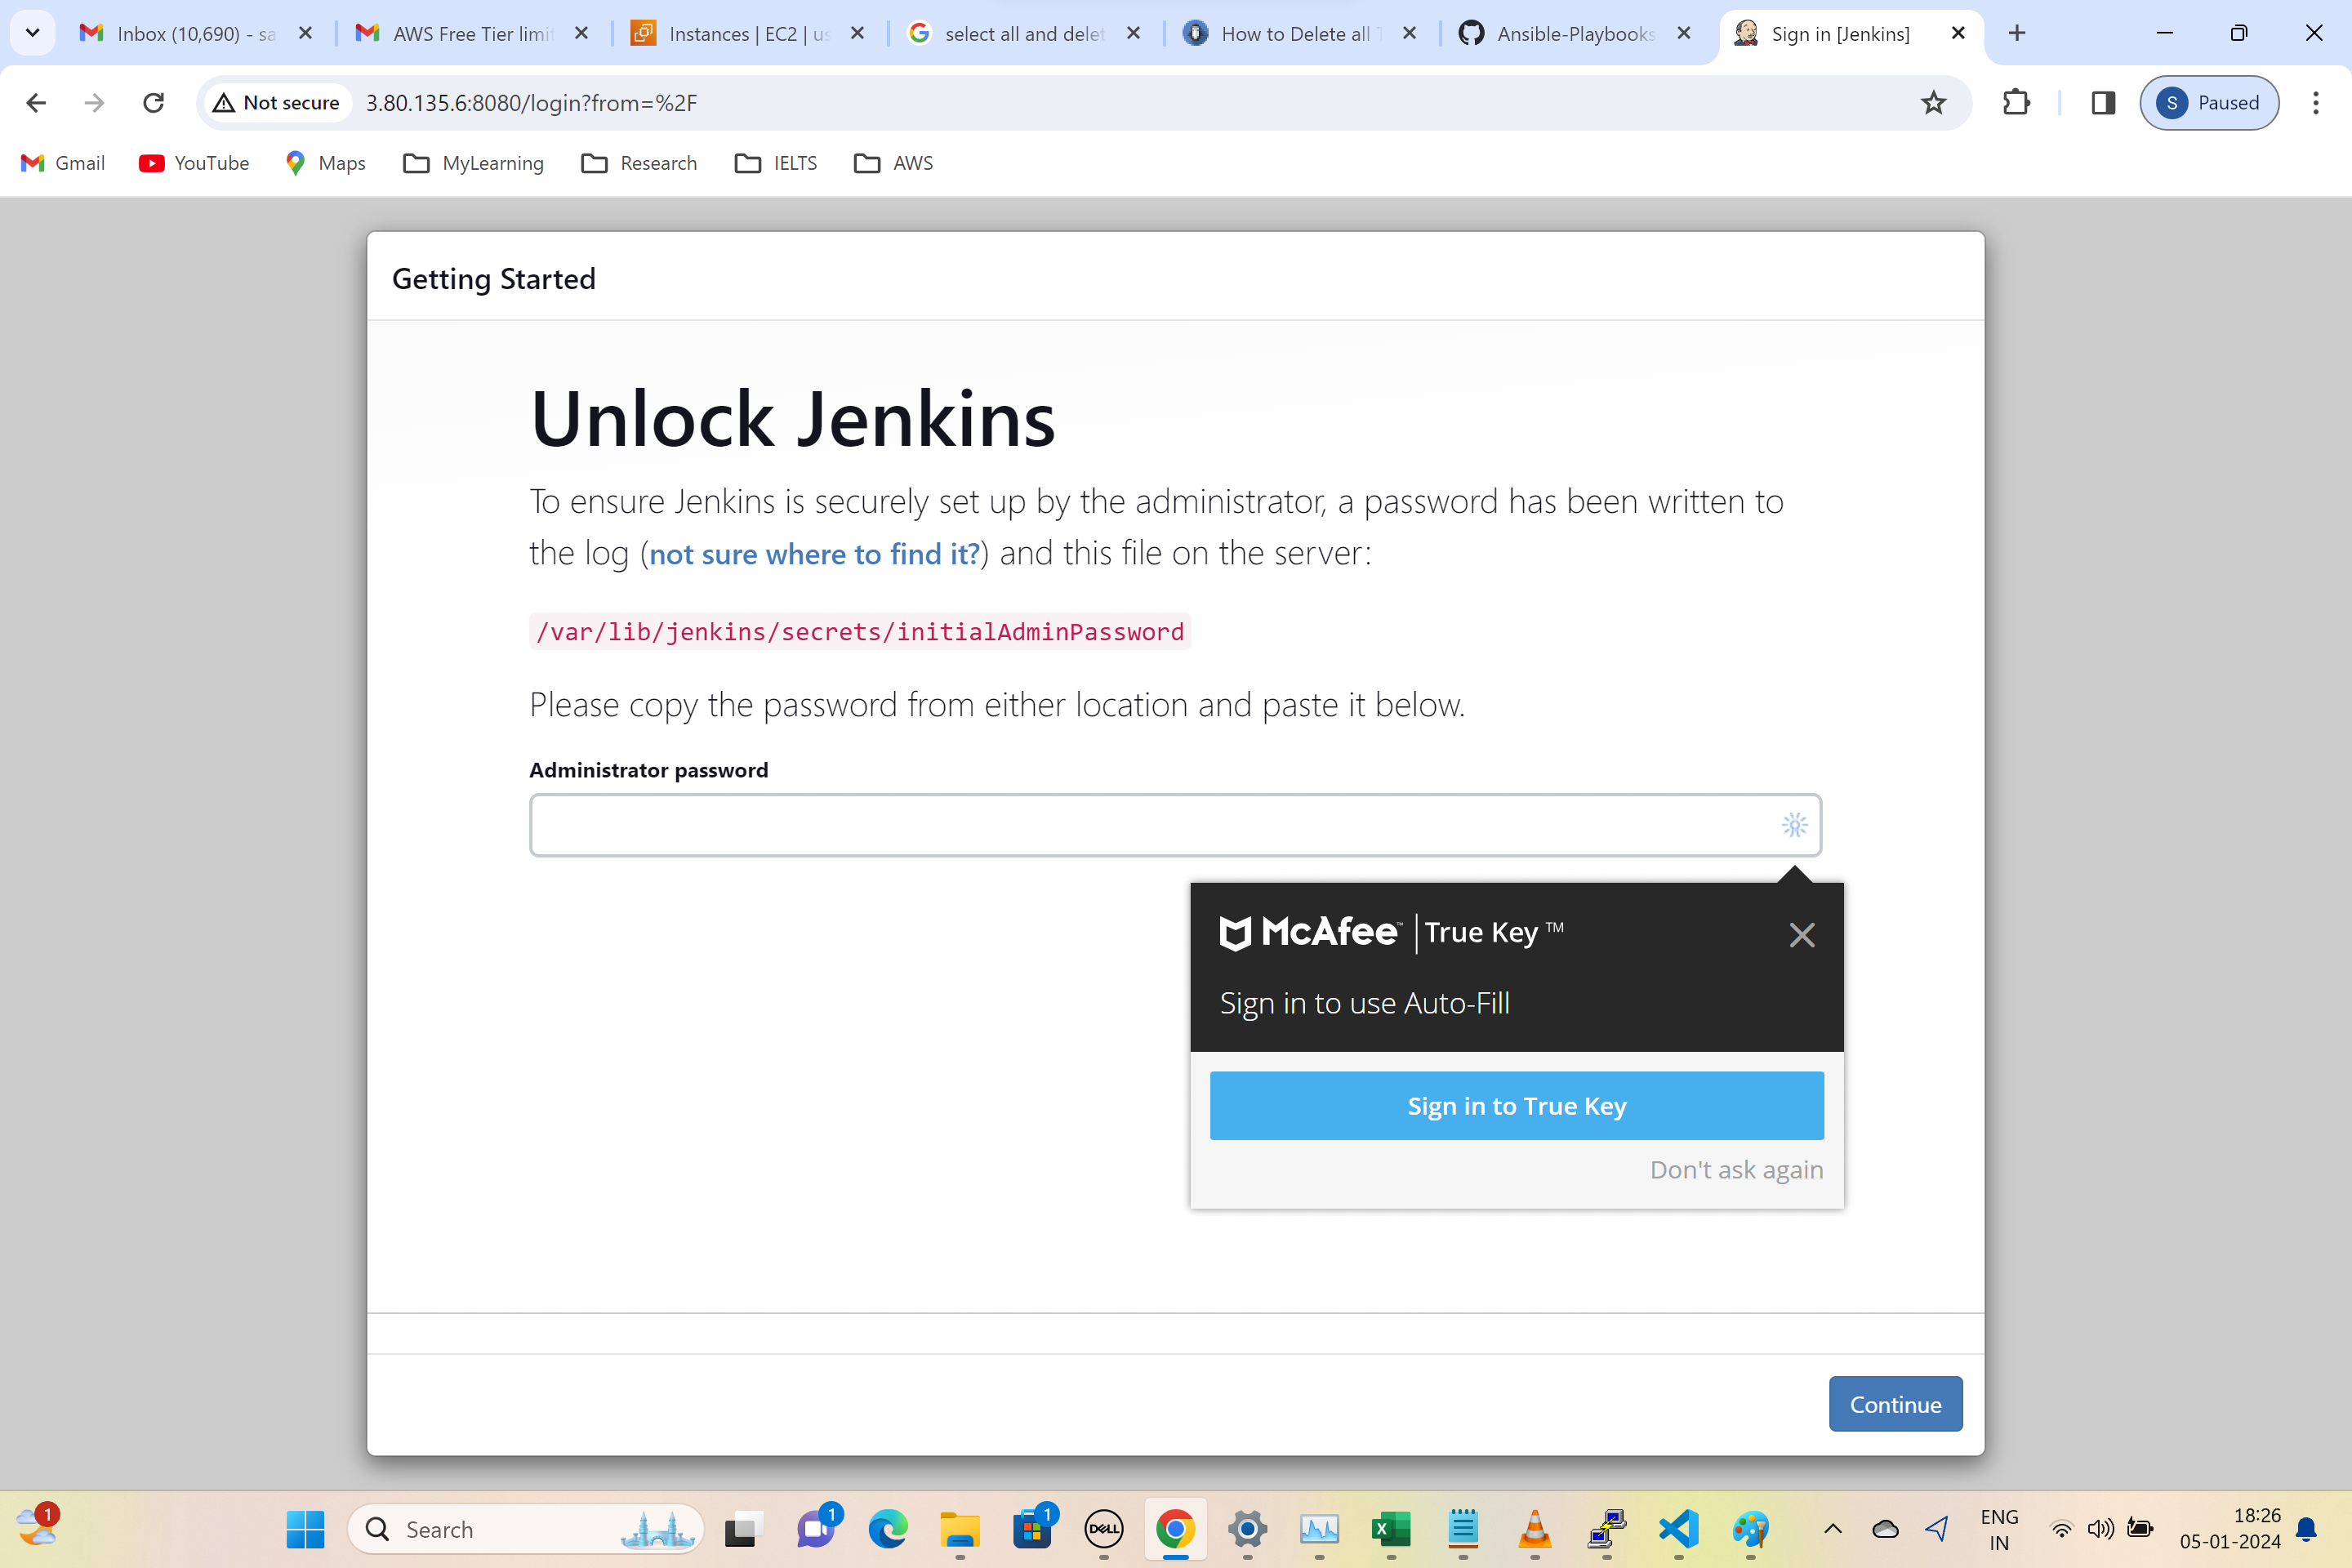 Inbox (10,690) - sa
AWS Free Tier limi
Instances | EC2 | us
select all and delet
How to Delete all T
Ansible-Playbooks
Sign in [Jenkins]
Not secure
3.80.135.6:8080/login?from=%2F
S
Paused
Gmail
YouTube
Maps
MyLearning
Research
IELTS
AWS
Getting Started
Unlock Jenkins
To ensure Jenkins is securely set up by the administrator, a password has been written to
the log (not sure where to find it?) and this file on the server:
/var/lib/jenkins/secrets/initialAdminPassword
Please copy the password from either location and paste it below.
Administrator password
McAfee™ | True Key ™
Sign in to use Auto-Fill
Sign in to True Key
Don't ask again
Continue
1
Search
1
1
DELL
ENG
IN
18:26
05-01-2024